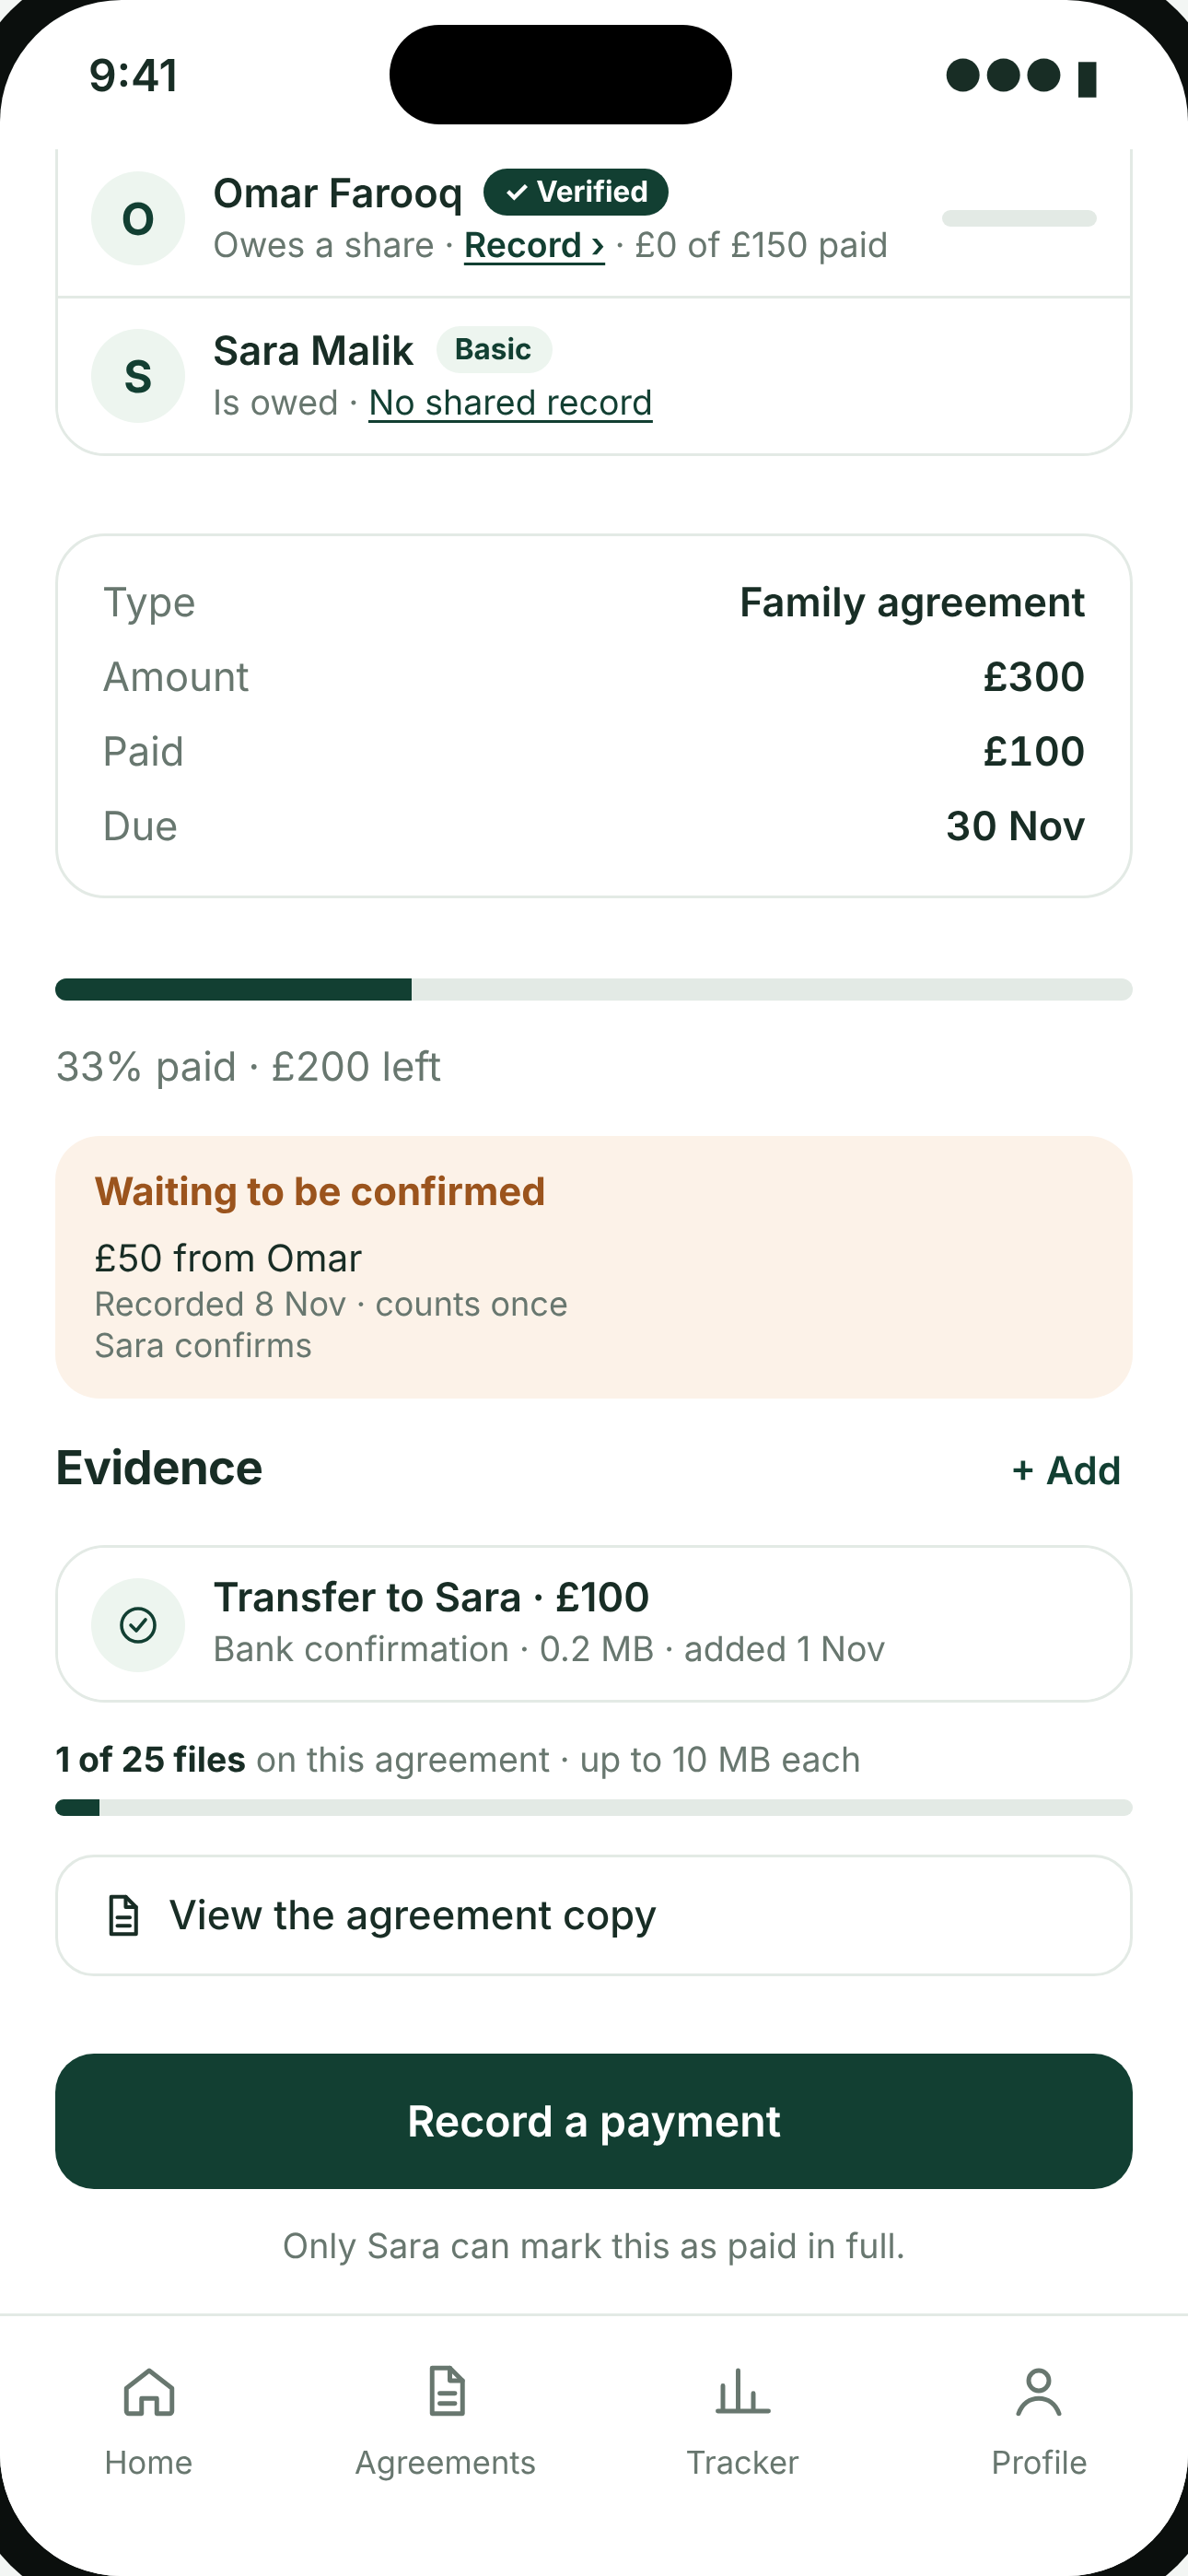 9:41
O
Omar Farooq ✓ Verified
Owes a share · Record › · £0 of £150 paid
S
Sara Malik Basic
Is owed · No shared record
Type Family agreement
Amount £300
Paid £100
Due 30 Nov
33% paid · £200 left
Waiting to be confirmed
£50 from Omar
Recorded 8 Nov · counts once
Sara confirms
Evidence + Add
Transfer to Sara · £100
Bank confirmation · 0.2 MB · added 1 Nov
1 of 25 files on this agreement · up to 10 MB each
View the agreement copy
Record a payment
Only Sara can mark this as paid in full.
Home Agreements Tracker Profile